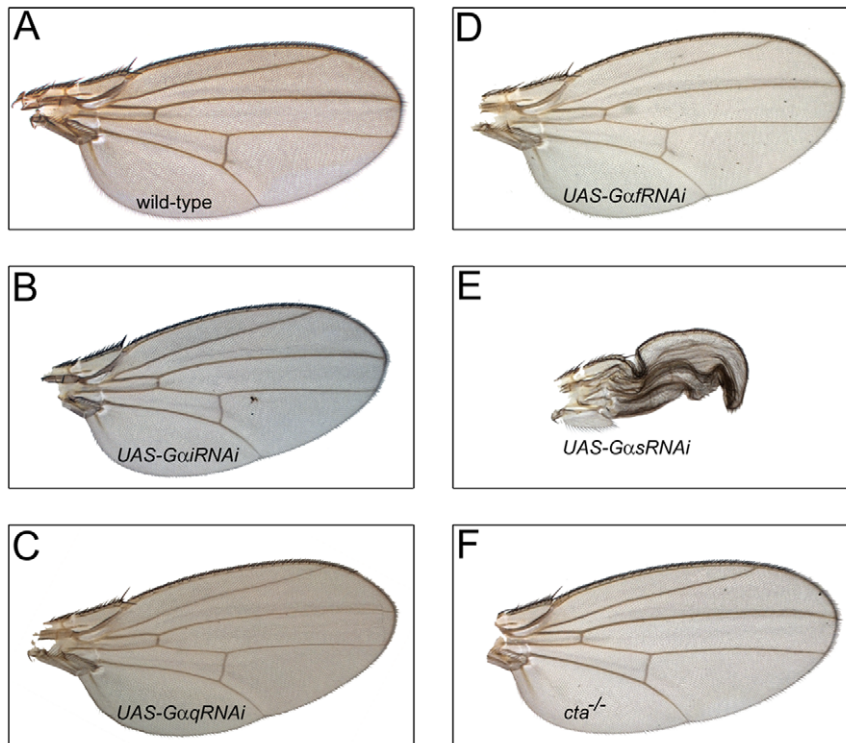 A
wild-type
B
UAS-GαiRNAi
C
UAS-GαqRNAi
D
UAS-GαfRNAi
E
UAS-GαsRNAi
F
cta-/-